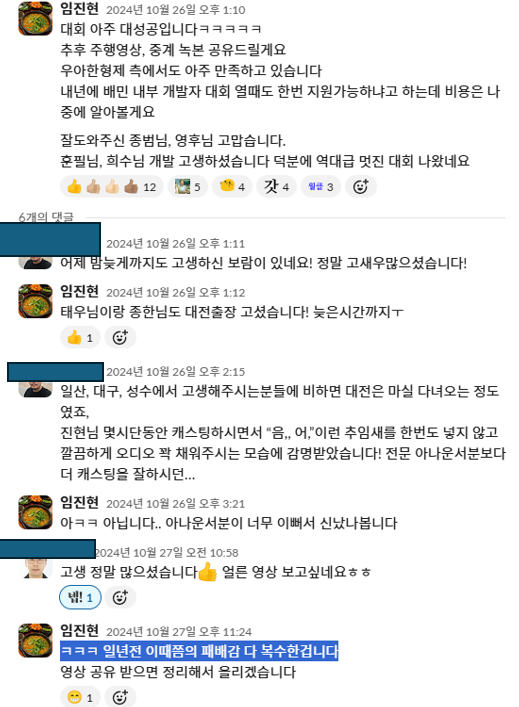 임진현 2024년 10월 26일 오후 1:10
대회 아주 대성공입니다ㅋㅋㅋㅋㅋ
추후 주행영상, 중계 녹본 공유드릴게요
우아한형제 측에서도 아주 만족하고 있습니다
내년에 배민 내부 개발자 대회 열때도 한번 지원가능하냐고 하는데 비용은 나
중에 알아볼게요
잘도와주신 종범님, 영후님 고맙습니다.
훈필님, 희수님 개발 고생하셨습니다 덕분에 역대급 멋진 대회 나왔네요
12 5 4 갓 4 월클 3
6개의 댓글
2024년 10월 26일 오후 1:11
어제 밤늦게까지도 고생하신 보람이 있네요! 정말 고새우많으셨습니다!
임진현 2024년 10월 26일 오후 1:12
태우님이랑 종한님도 대전출장 고셨습니다! 늦은시간까지ㅜ
1
2024년 10월 26일 오후 2:15
일산, 대구, 성수에서 고생해주시는분들에 비하면 대전은 마실 다녀오는 정도
였죠,
진현님 몇시단동안 캐스팅하시면서 “음,, 어,”이런 추임새를 한번도 넣지 않고
깔끔하게 오디오 꽉 채워주시는 모습에 감명받았습니다! 전문 아나운서분보다
더 캐스팅을 잘하시던...
임진현 2024년 10월 26일 오후 3:21
아ㅋㅋ 아닙니다.. 아나운서분이 너무 이뻐서 신났나봅니다
2024년 10월 27일 오전 10:58
고생 정말 많으셨습니다👍 얼른 영상 보고싶네요ㅎㅎ
넵! 1
임진현 2024년 10월 27일 오후 11:24
ㅋㅋㅋ 일년전 이때쯤의 패배감 다 복수한겁니다
영상 공유 받으면 정리해서 올리겠습니다
1